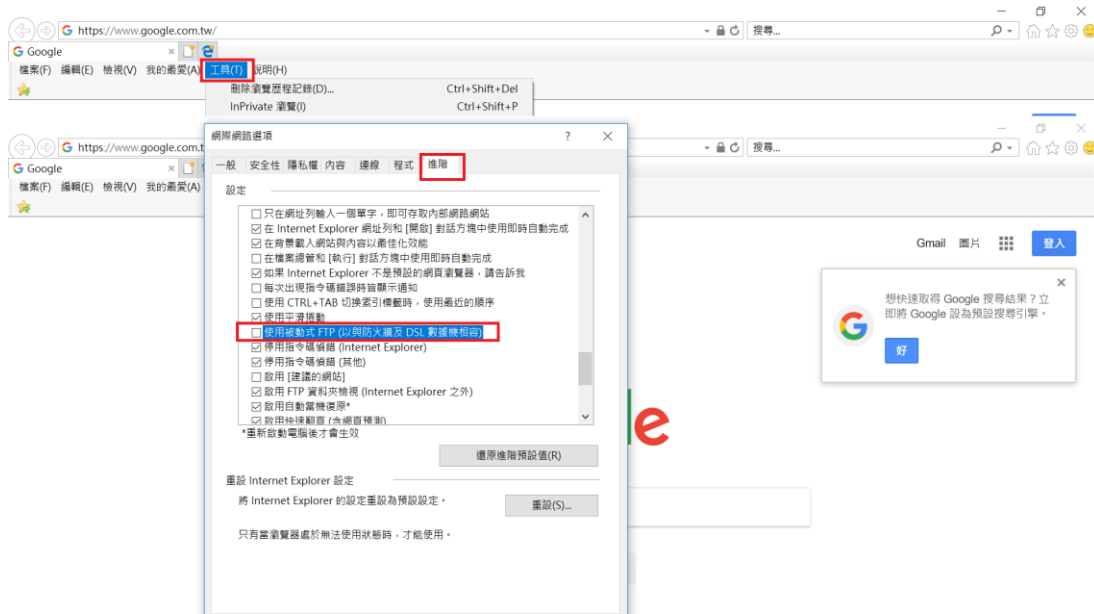 https://www.google.com.tw/
搜尋...
Google
檔案(F) 編輯(E) 檢視(V) 我的最愛(A) 工具(T) 說明(H)
刪除瀏覽歷程記錄(D)... Ctrl+Shift+Del
InPrivate 瀏覽(I) Ctrl+Shift+P
網際網路選項 ?
https://www.google.com.t
搜尋...
Google
檔案(F) 編輯(E) 檢視(V) 我的最愛(A)
一般 安全性 隱私權 內容 連線 程式 進階
設定
只在網址列輸入一個單字，即可存取內部網路網站
在 Internet Explorer 網址列和 [開啟] 對話方塊中使用即時自動完成
在背景載入網站與內容以最佳化效能
在檔案總管和 [執行] 對話方塊中使用即時自動完成
如果 Internet Explorer 不是預設的網頁瀏覽器，請告訴我
每次出現指令碼錯誤時皆顯示通知
使用 CTRL+TAB 切換索引標籤時，使用最近的順序
使用平滑捲動
使用被動式 FTP (以與防火牆及 DSL 數據機相容)
停用指令碼偵錯 (Internet Explorer)
停用指令碼偵錯 (其他)
啟用 [建議的網站]
啟用 FTP 資料夾檢視 (Internet Explorer 之外)
啟用自動當機復原*
啟用快速翻頁 (含網頁預測)
*重新啟動電腦後才會生效
還原進階預設值(R)
重設 Internet Explorer 設定
將 Internet Explorer 的設定重設為預設設定。
重設(S)...
只有當瀏覽器處於無法使用狀態時，才能使用。
Gmail 圖片 登入
想快速取得 Google 搜尋結果？立
即將 Google 設為預設搜尋引擎。
好
e